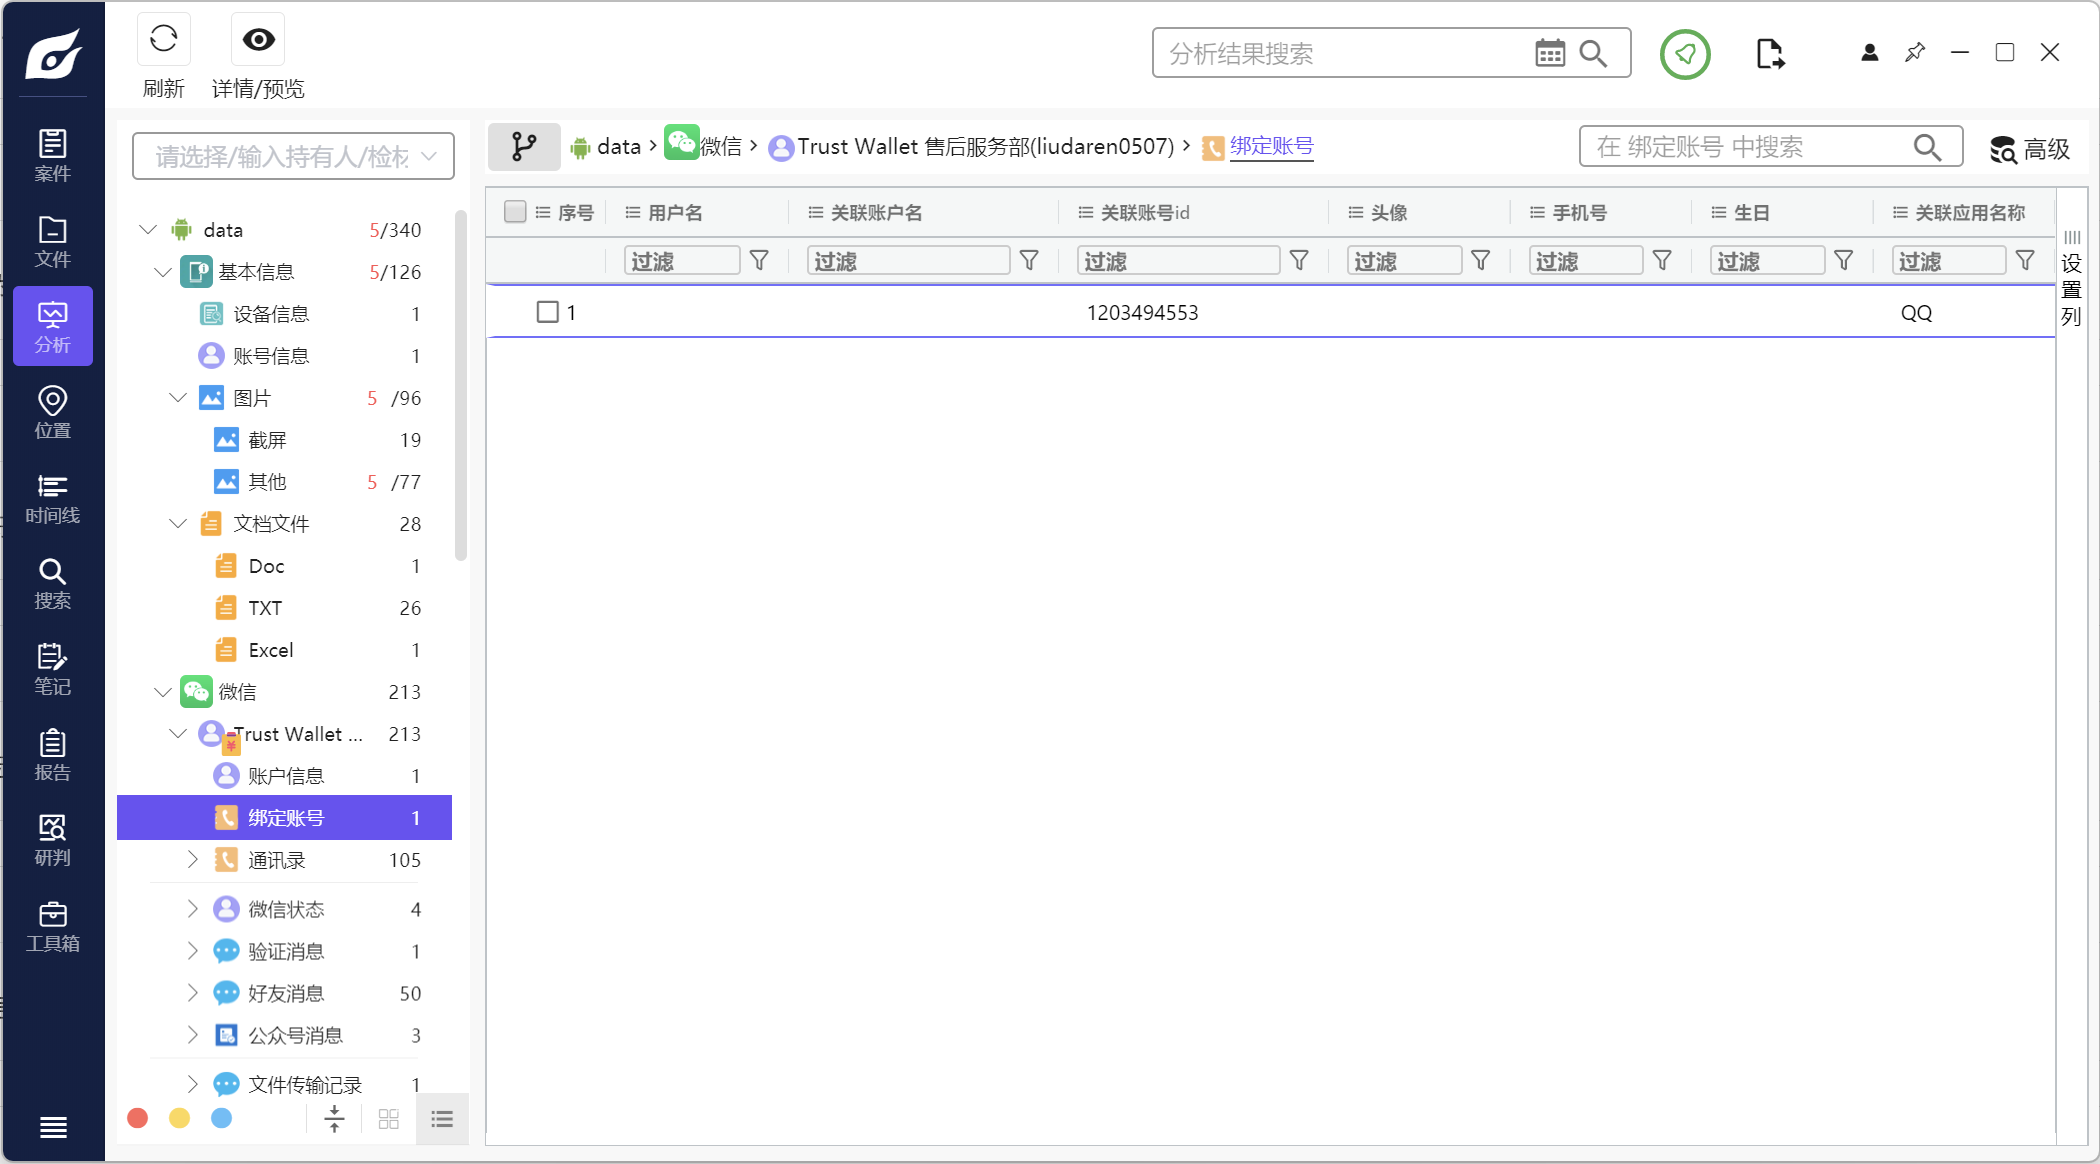 刷新
详情/预览
分析结果搜索
案件
文件
分析
位置
时间线
搜索
笔记
报告
研判
工具箱
请选择/输入持有人/检材
data 5/340
基本信息 5/126
设备信息 1
账号信息 1
图片 5 /96
截屏 19
其他 5 /77
文档文件 28
Doc 1
TXT 26
Excel 1
微信 213
Trust Wallet ... 213
账户信息 1
绑定账号 1
通讯录 105
微信状态 4
验证消息 1
好友消息 50
公众号消息 3
文件传输记录 1
data > 微信 > Trust Wallet 售后服务部(liudaren0507) > 绑定账号
在 绑定账号 中搜索
高级
序号 用户名 关联账户名 关联账号id 头像 手机号 生日 关联应用名称
过滤 过滤 过滤 过滤 过滤 过滤 过滤
1 1203494553 QQ
设置列